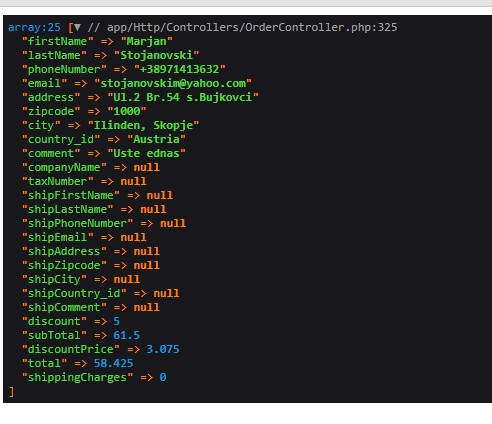 array:25 [▼ // app/Http/Controllers/OrderController.php:325
"firstName" => "Marjan"
"lastName" => "Stojanovski"
"phoneNumber" => "+38971413632"
"email" => "stojanovskim@yahoo.com"
"address" => "Ul.2 Br.54 s.Bujkovci"
"zipcode" => "1000"
"city" => "Ilinden, Skopje"
"country_id" => "Austria"
"comment" => "Uste ednas"
"companyName" => null
"taxNumber" => null
"shipFirstName" => null
"shipLastName" => null
"shipPhoneNumber" => null
"shipEmail" => null
"shipAddress" => null
"shipZipcode" => null
"shipCity" => null
"shipCountry_id" => null
"shipComment" => null
"discount" => 5
"subTotal" => 61.5
"discountPrice" => 3.075
"total" => 58.425
"shippingCharges" => 0
]